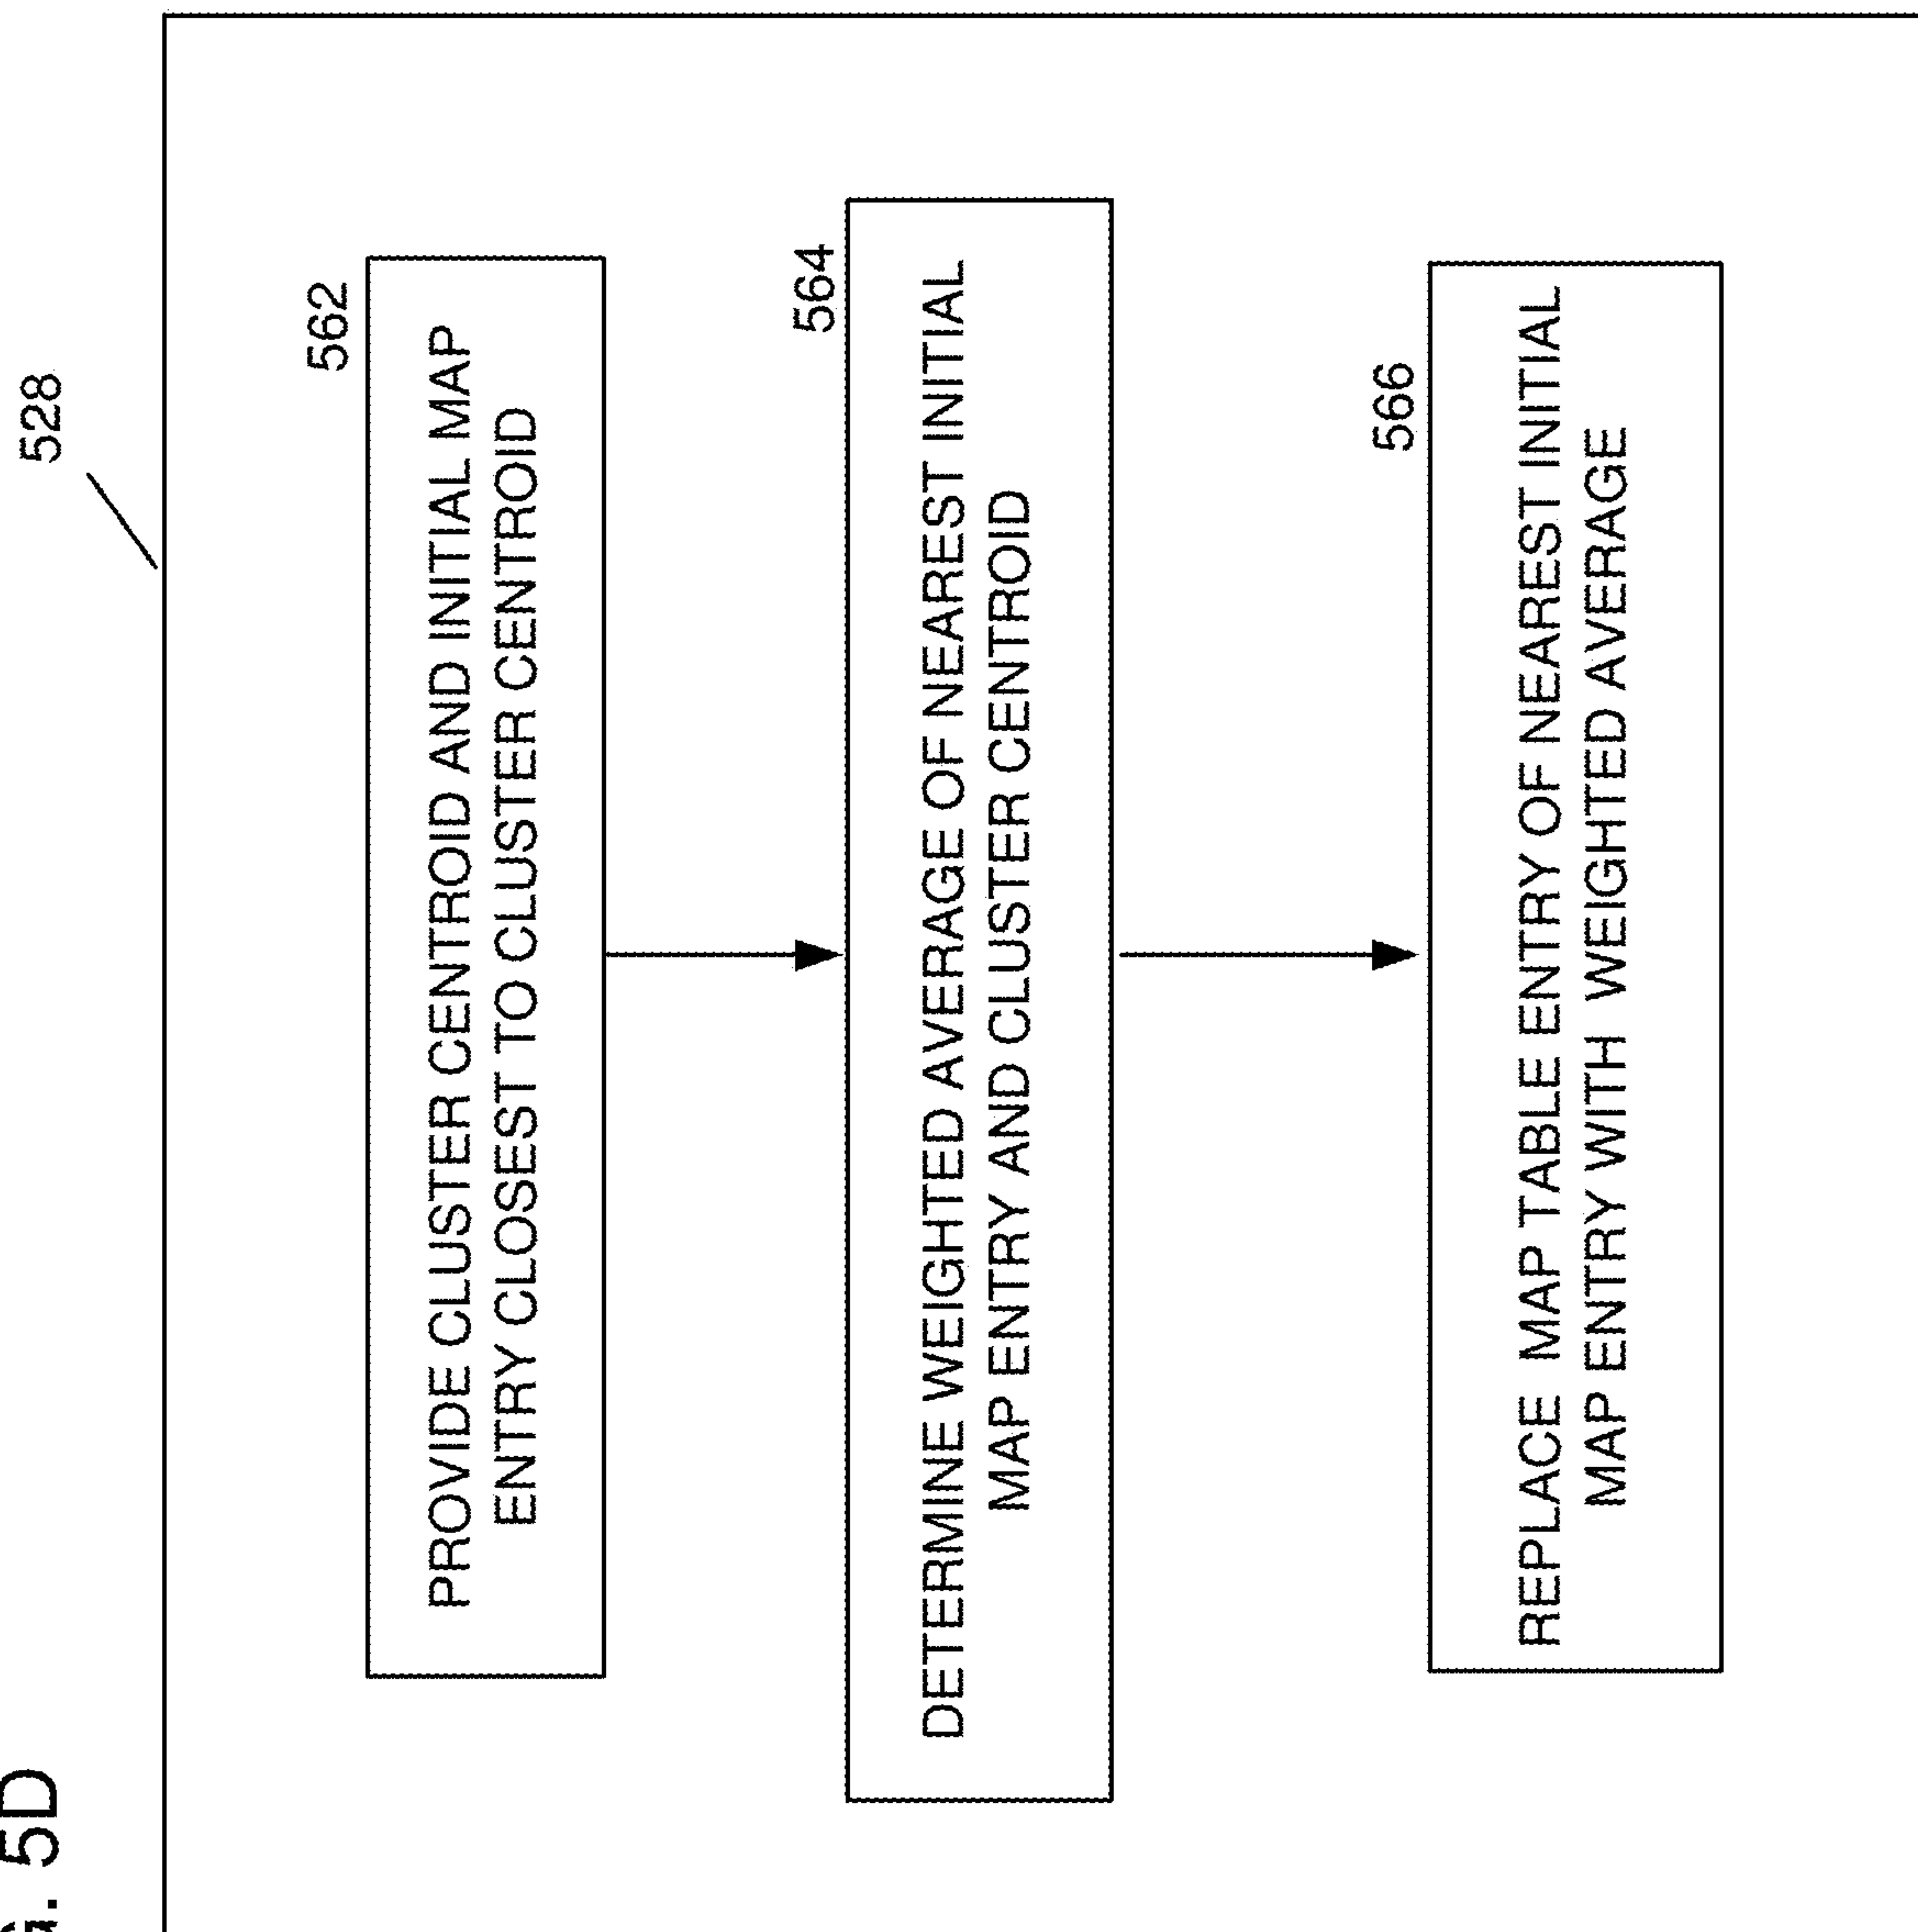 . 5D
528
562
PROVIDE CLUSTER CENTROID AND INITIAL MAP
ENTRY CLOSEST TO CLUSTER CENTROID
564
DETERMINE WEIGHTED AVERAGE OF NEAREST INITIAL
MAP ENTRY AND CLUSTER CENTROID
566
REPLACE MAP TABLE ENTRY OF NEAREST INITIAL
MAP ENTRY WITH WEIGHTED AVERAGE